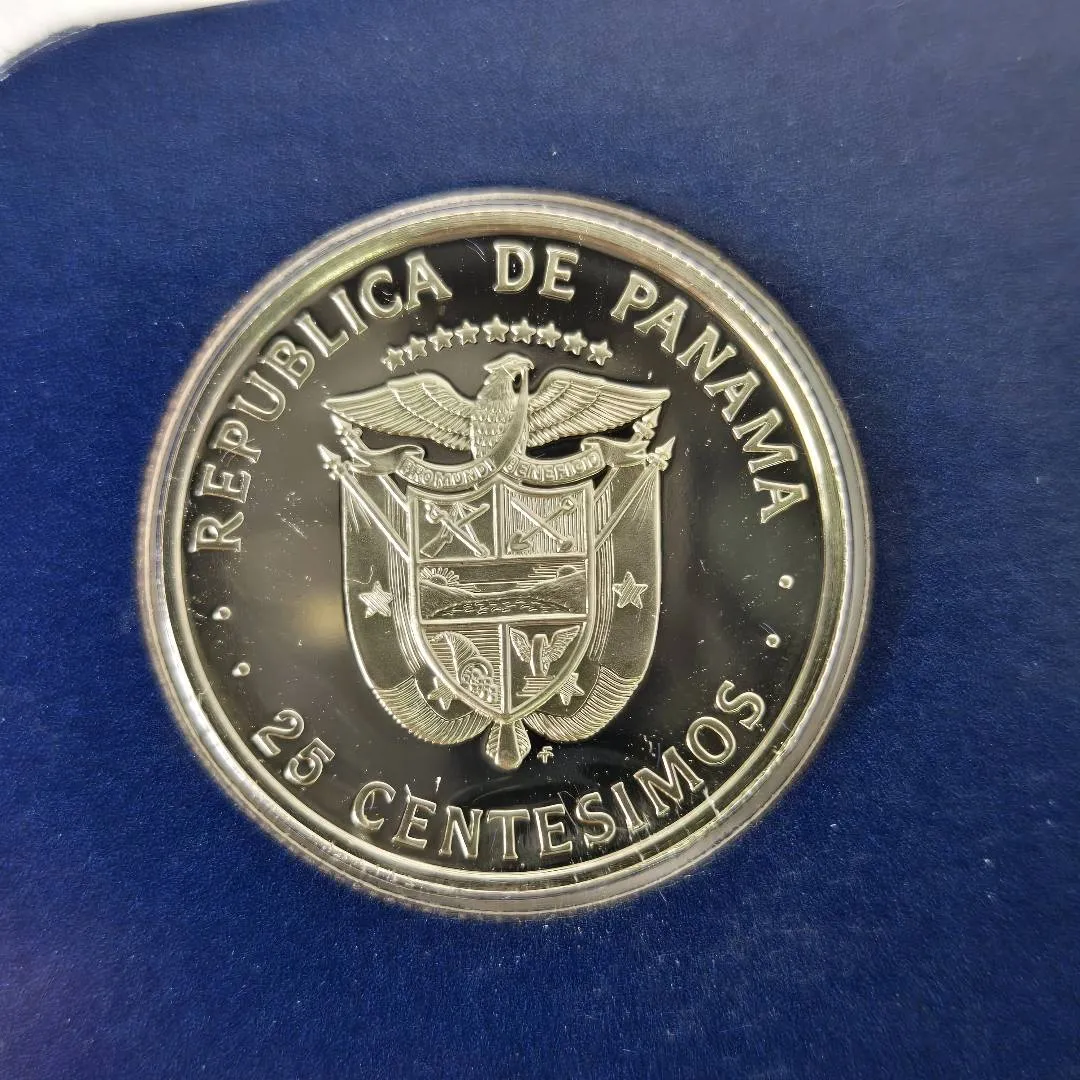 REPUBLICA DE PANAMA
PRO MUNDI BENEFICIO
25 CENTESIMOS